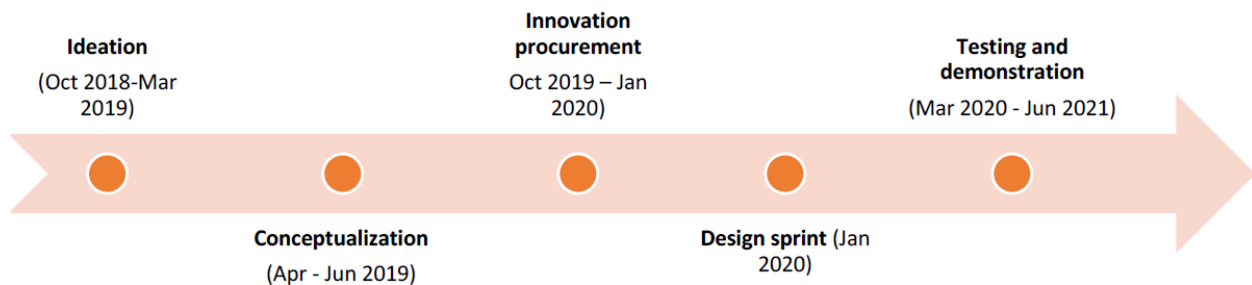 Ideation
(Oct 2018-Mar
2019)
Conceptualization
(Apr - Jun 2019)
Innovation
procurement
Oct 2019 – Jan
2020)
Design sprint (Jan
2020)
Testing and
demonstration
(Mar 2020 - Jun 2021)